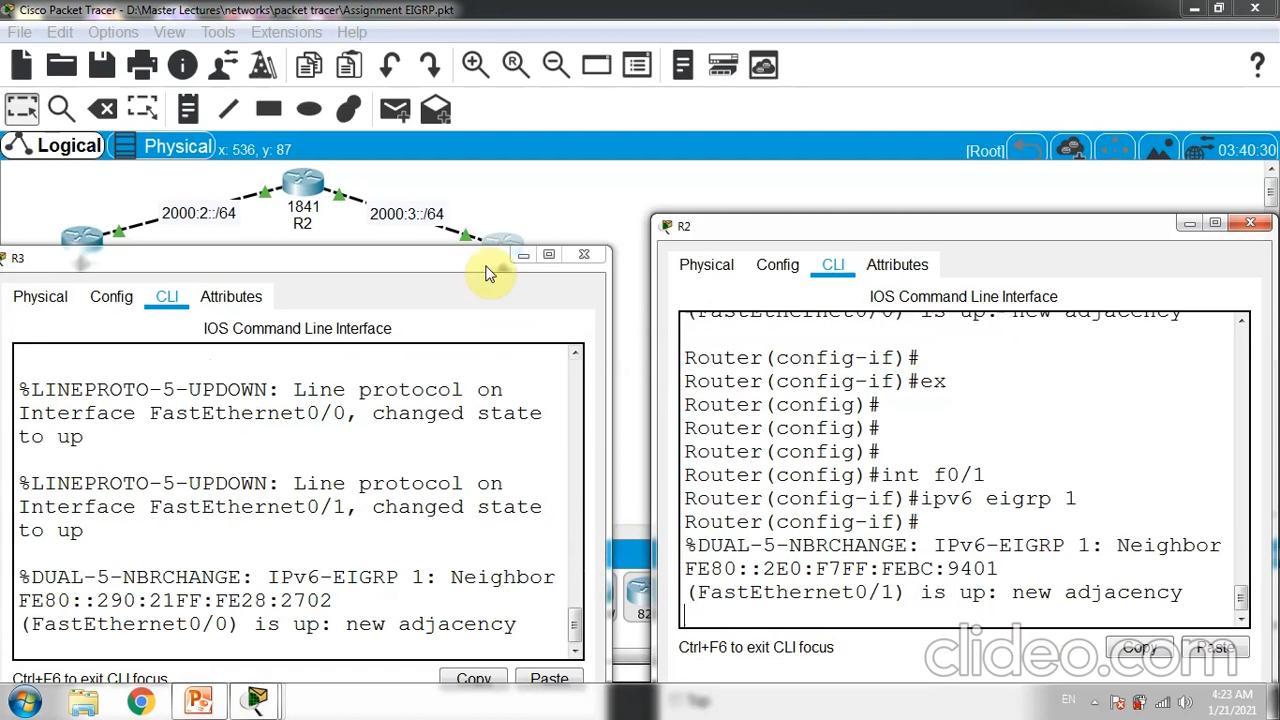 Cisco Packet Tracer - D:\Master Lectures\networks\packet tracer\Assignment EIGRP.pkt
File Edit Options View Tools Extensions Help
Logical Physical x: 536, y: 87 [Root] 03:40:30
2000:2::/64
2000:3::/64
1841
R2
R3
Physical Config CLI Attributes
IOS Command Line Interface
%LINEPROTO-5-UPDOWN: Line protocol on
Interface FastEthernet0/0, changed state
to up
%LINEPROTO-5-UPDOWN: Line protocol on
Interface FastEthernet0/1, changed state
to up
%DUAL-5-NBRCHANGE: IPv6-EIGRP 1: Neighbor
FE80::290:21FF:FE28:2702
(FastEthernet0/0) is up: new adjacency
Ctrl+F6 to exit CLI focus
Copy Paste
R2
Physical Config CLI Attributes
IOS Command Line Interface
(FastEthernet0/0) is up: new adjacency
Router(config-if)#
Router(config-if)#ex
Router(config)#
Router(config)#
Router(config)#
Router(config)#int f0/1
Router(config-if)#ipv6 eigrp 1
Router(config-if)#
%DUAL-5-NBRCHANGE: IPv6-EIGRP 1: Neighbor
FE80::2E0:F7FF:FEBC:9401
(FastEthernet0/1) is up: new adjacency
Ctrl+F6 to exit CLI focus
Copy Paste
clideo.com
EN
4:23 AM
1/21/2021